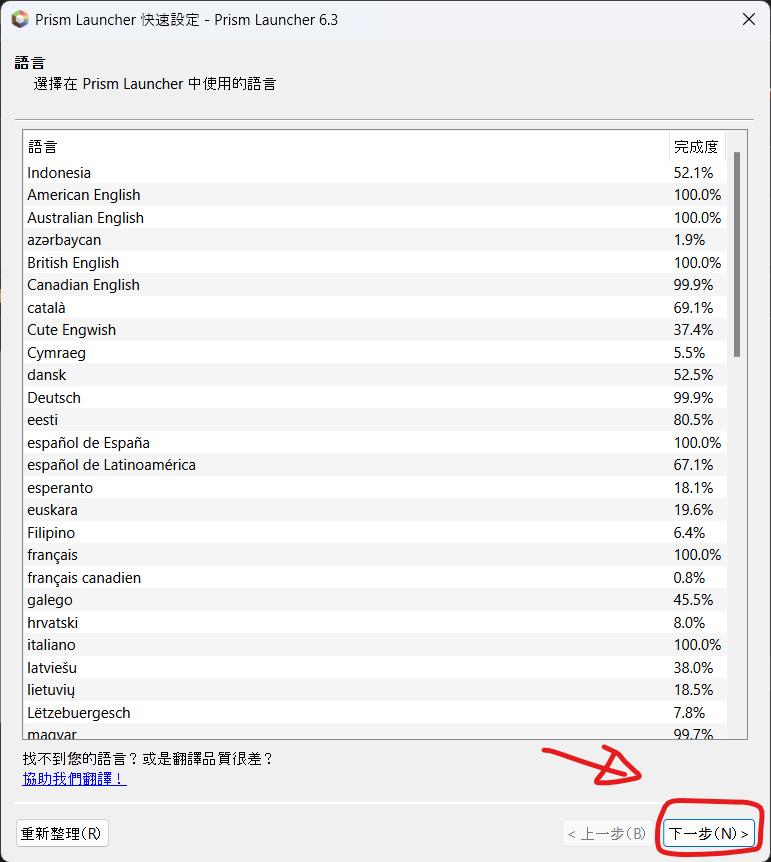 Prism Launcher 快速設定 - Prism Launcher 6.3
語言
選擇在 Prism Launcher 中使用的語言
語言 完成度
Indonesia 52.1%
American English 100.0%
Australian English 100.0%
azərbaycan 1.9%
British English 100.0%
Canadian English 99.9%
català 69.1%
Cute Engwish 37.4%
Cymraeg 5.5%
dansk 52.5%
Deutsch 99.9%
eesti 80.5%
español de España 100.0%
español de Latinoamérica 67.1%
esperanto 18.1%
euskara 19.6%
Filipino 6.4%
français 100.0%
français canadien 0.8%
galego 45.5%
hrvatski 8.0%
italiano 100.0%
latviešu 38.0%
lietuvių 18.5%
Lëtzebuergesch 7.8%
magyar 99.7%
找不到您的語言？或是翻譯品質很差？
協助我們翻譯！
重新整理(R) < 上一步(B) 下一步(N) >